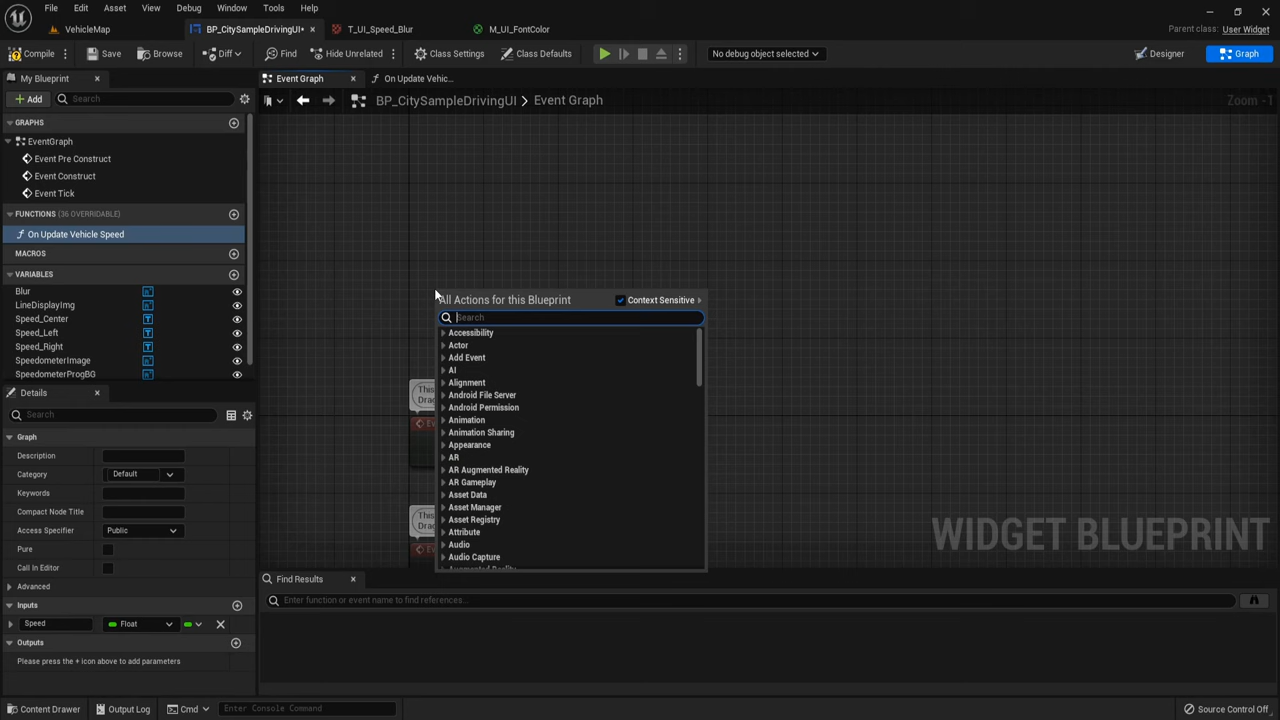 File Edit Asset View Debug Window Tools Help
VehicleMap BP_CitySampleDrivingUI• T_UI_Speed_Blur M_UI_FontColor Parent class: User Widget
Compile Save Browse Diff Find Hide Unrelated Class Settings Class Defaults No debug object selected Designer Graph
My Blueprint Event Graph On Update Vehic...
Add Search BP_CitySampleDrivingUI > Event Graph Zoom -1
GRAPHS
EventGraph
Event Pre Construct
Event Construct
Event Tick
FUNCTIONS (36 OVERRIDABLE)
On Update Vehicle Speed
MACROS
VARIABLES
Blur
LineDisplayImg
Speed_Center
Speed_Left
Speed_Right
SpeedometerImage
SpeedometerProgBG
All Actions for this Blueprint Context Sensitive
Search
Accessibility
Actor
Add Event
AI
Alignment
Android File Server
Android Permission
Animation
Animation Sharing
Appearance
AR
AR Augmented Reality
AR Gameplay
Asset Data
Asset Manager
Asset Registry
Attribute
Audio
Audio Capture
Augmented Reality
This
Drag
This
Drag
WIDGET BLUEPRINT
Details
Search
Graph
Description
Category Default
Keywords
Compact Node Title
Access Specifier Public
Pure
Call In Editor
Advanced
Inputs
Speed Float
Outputs
Please press the + icon above to add parameters
Find Results
Enter function or event name to find references...
Content Drawer Output Log Cmd Enter Console Command Source Control Off